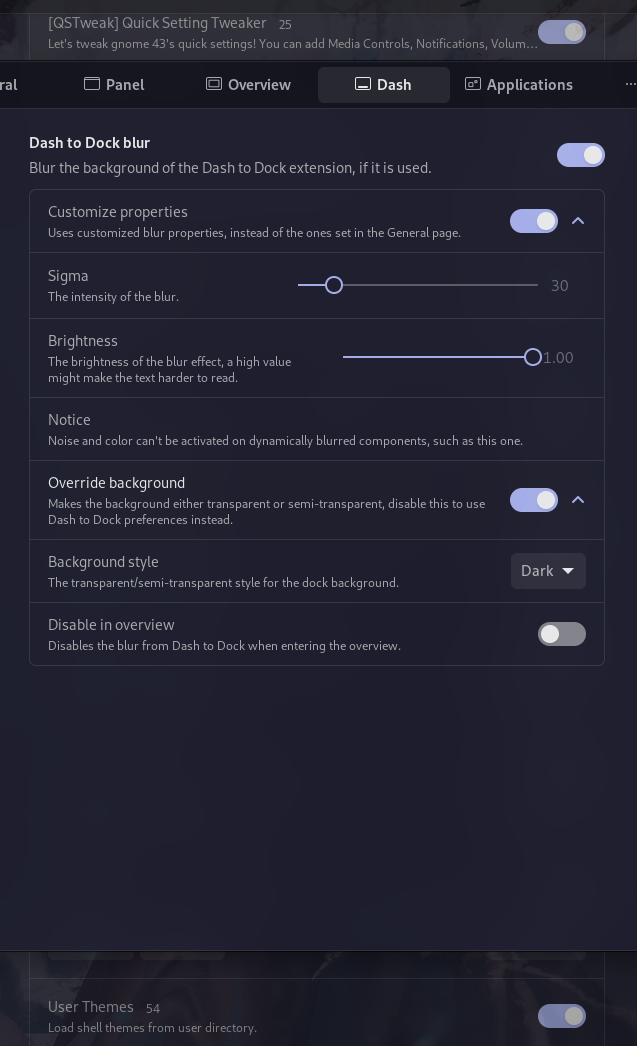 [QSTweak] Quick Setting Tweaker 25
Let's tweak gnome 43's quick settings! You can add Media Controls, Notifications, Volum...
ral Panel Overview Dash Applications ...
Dash to Dock blur
Blur the background of the Dash to Dock extension, if it is used.
Customize properties
Uses customized blur properties, instead of the ones set in the General page.
Sigma
The intensity of the blur.
30
Brightness
The brightness of the blur effect, a high value
might make the text harder to read.
1.00
Notice
Noise and color can't be activated on dynamically blurred components, such as this one.
Override background
Makes the background either transparent or semi-transparent, disable this to use
Dash to Dock preferences instead.
Background style
The transparent/semi-transparent style for the dock background.
Dark
Disable in overview
Disables the blur from Dash to Dock when entering the overview.
User Themes 54
Load shell themes from user directory.